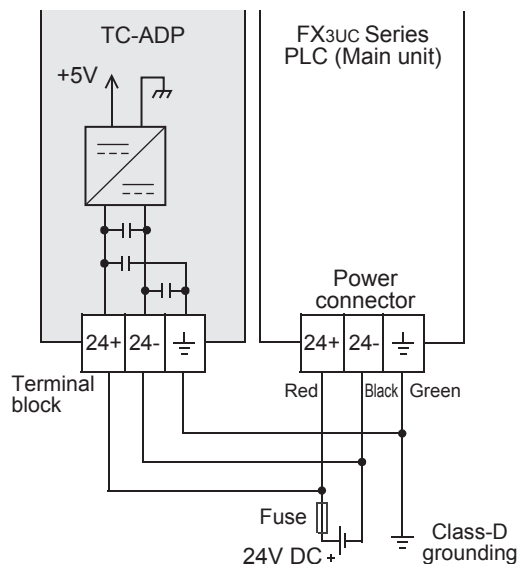 TC-ADP
+5V
FX3UC Series
PLC (Main unit)
Power
connector
24+ 24-
24+ 24-
Terminal
block
Red Black Green
Fuse
24V DC +
Class-D
grounding